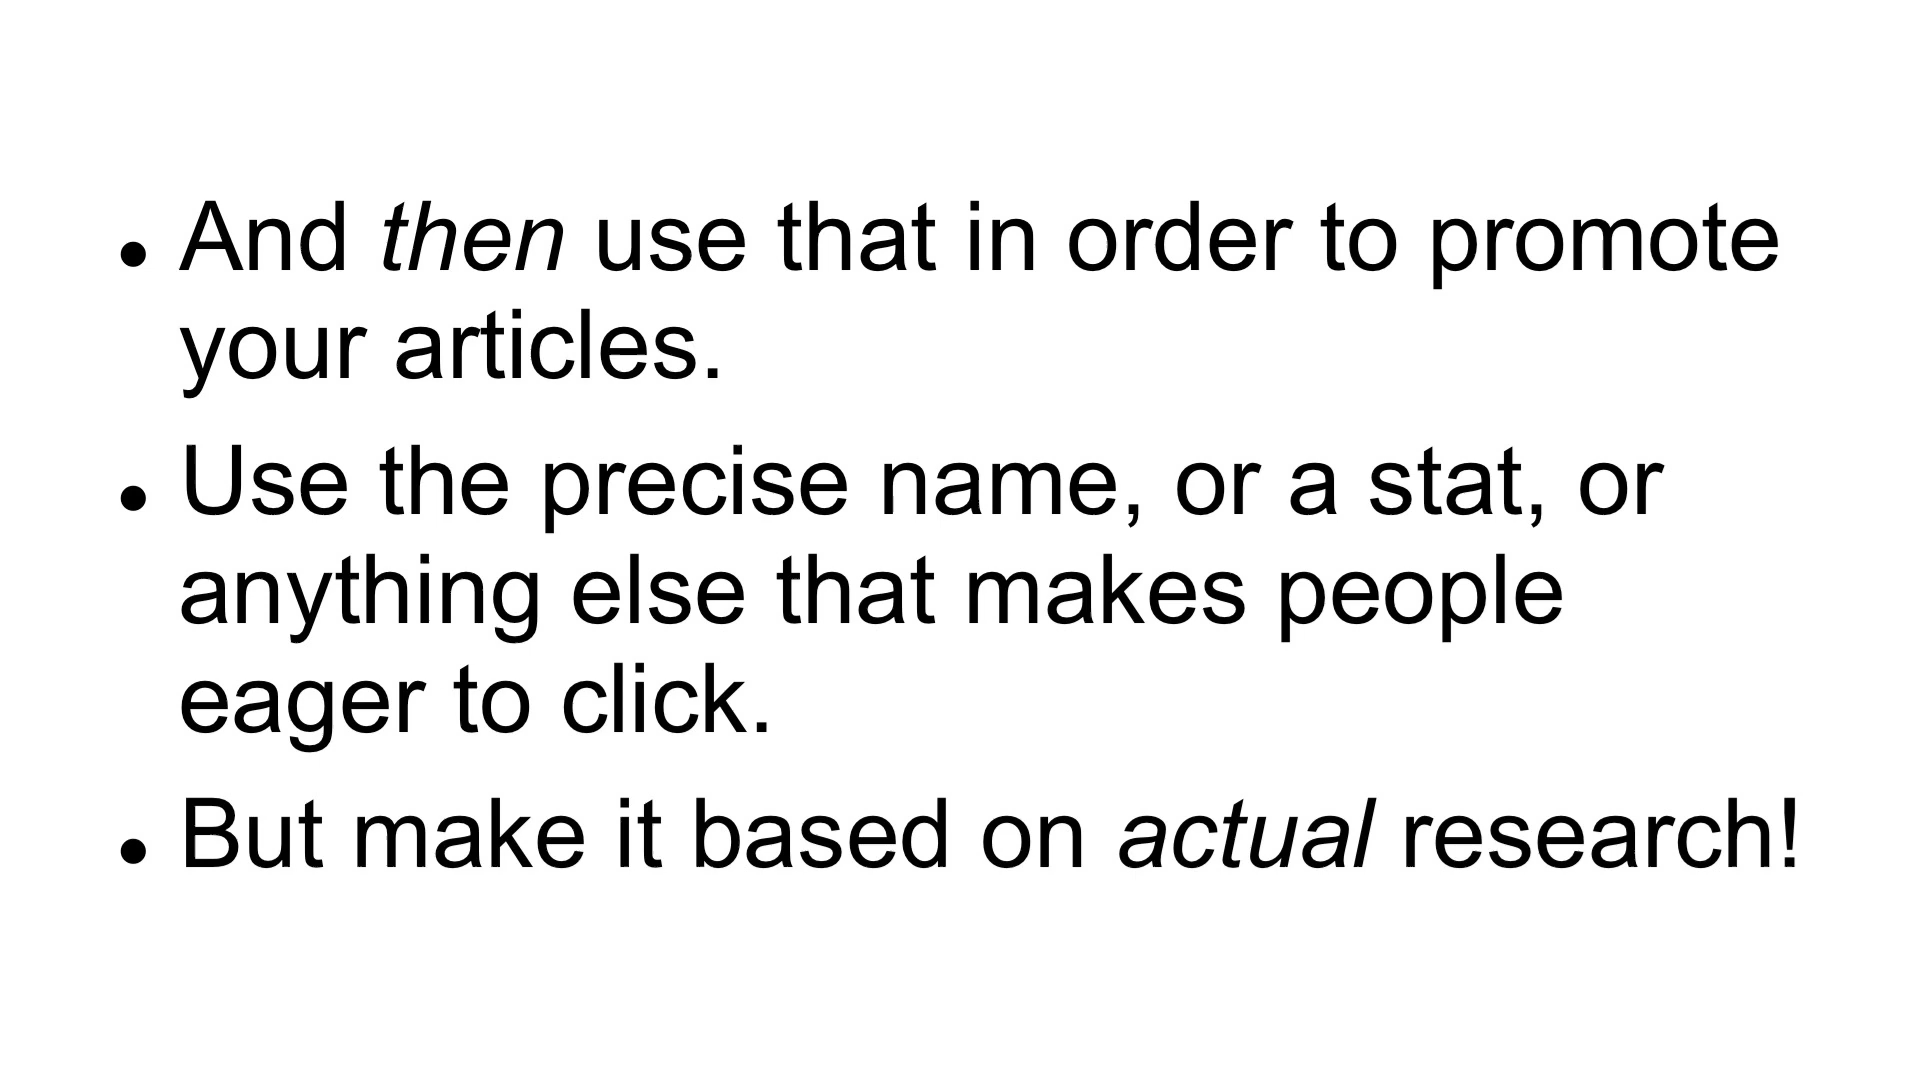 ● And then use that in order to promote
your articles.
● Use the precise name, or a stat, or
anything else that makes people
eager to click.
● But make it based on actual research!